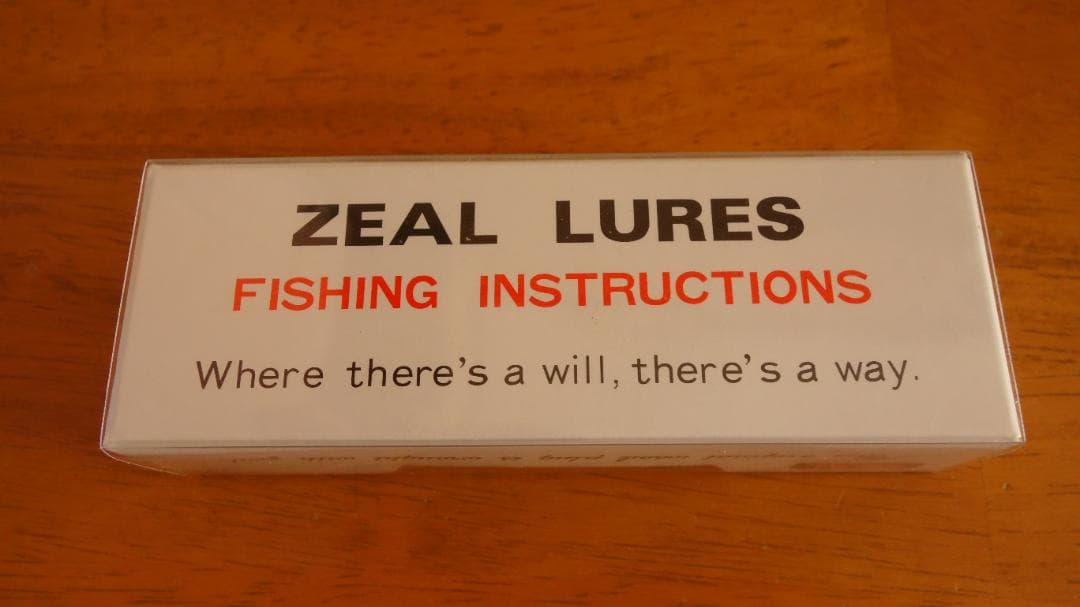 ZEAL LURES
FISHING INSTRUCTIONS
Where there's a will, there's a way.